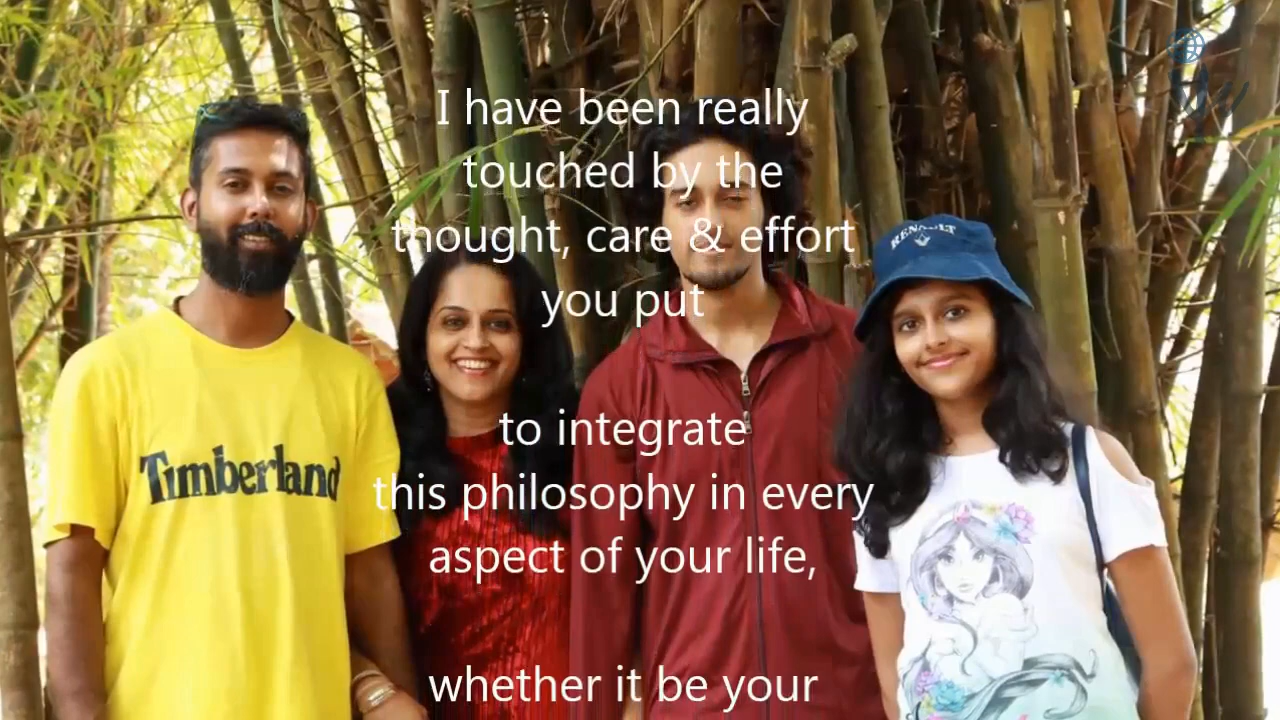 I have been really
touched by the
thought, care & effort
you put
RENAULT
to integrate
Timberland
this philosophy in every
aspect of your life,
whether it be your